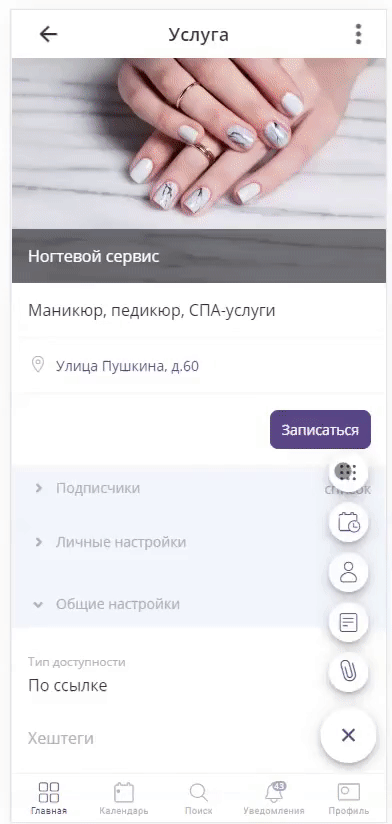 Услуга
Ногтевой сервис
Маникюр, педикюр, СПА-услуги
Улица Пушкина, д.60
Записаться
Подписчики
список
Личные настройки
Общие настройки
Тип доступности
По ссылке
Хештеги
43
Главная Календарь Поиск Уведомления Профиль